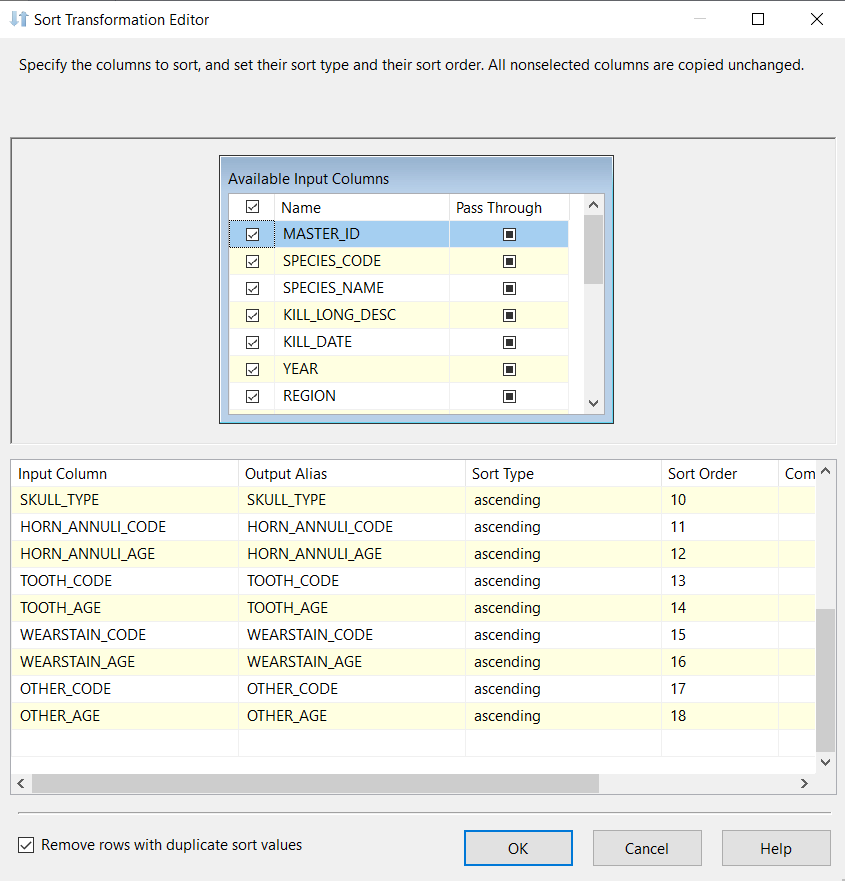 Sort Transformation Editor
Specify the columns to sort, and set their sort type and their sort order. All nonselected columns are copied unchanged.
Available Input Columns
Name Pass Through
MASTER_ID
SPECIES_CODE
SPECIES_NAME
KILL_LONG_DESC
KILL_DATE
YEAR
REGION
Input Column Output Alias Sort Type Sort Order Com
SKULL_TYPE SKULL_TYPE ascending 10
HORN_ANNULI_CODE HORN_ANNULI_CODE ascending 11
HORN_ANNULI_AGE HORN_ANNULI_AGE ascending 12
TOOTH_CODE TOOTH_CODE ascending 13
TOOTH_AGE TOOTH_AGE ascending 14
WEARSTAIN_CODE WEARSTAIN_CODE ascending 15
WEARSTAIN_AGE WEARSTAIN_AGE ascending 16
OTHER_CODE OTHER_CODE ascending 17
OTHER_AGE OTHER_AGE ascending 18
Remove rows with duplicate sort values OK Cancel Help